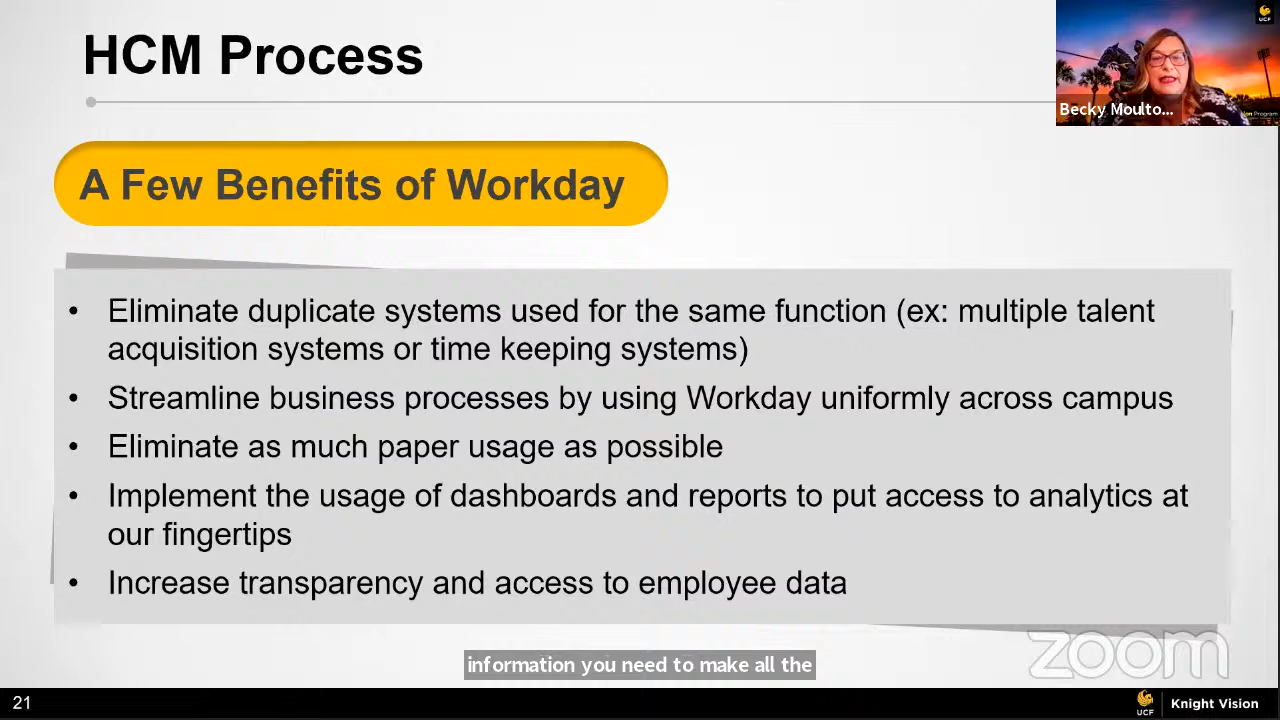 HCM Process
UCF
Becky Moulto...
A Few Benefits of Workday
• Eliminate duplicate systems used for the same function (ex: multiple talent
acquisition systems or time keeping systems)
• Streamline business processes by using Workday uniformly across campus
• Eliminate as much paper usage as possible
• Implement the usage of dashboards and reports to put access to analytics at
our fingertips
• Increase transparency and access to employee data
information you need to make all the
zoom
21
UCF
Knight Vision